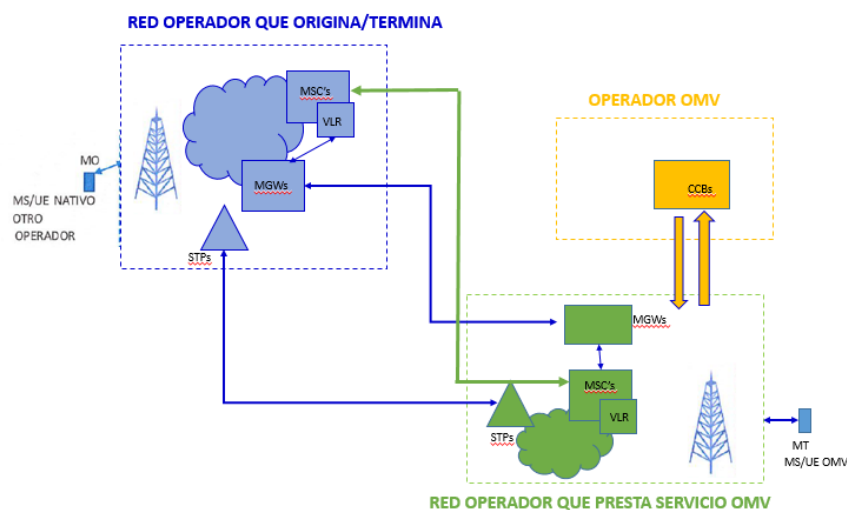 RED OPERADOR QUE ORIGINA/TERMINA
MSC's
VLR
MO
MS/UE NATIVO
OTRO
OPERADOR
MGWs
STPs
OPERADOR OMV
CCBs
MGWs
MSC's
VLR
STPs
MT
MS/UE OMV
RED OPERADOR QUE PRESTA SERVICIO OMV